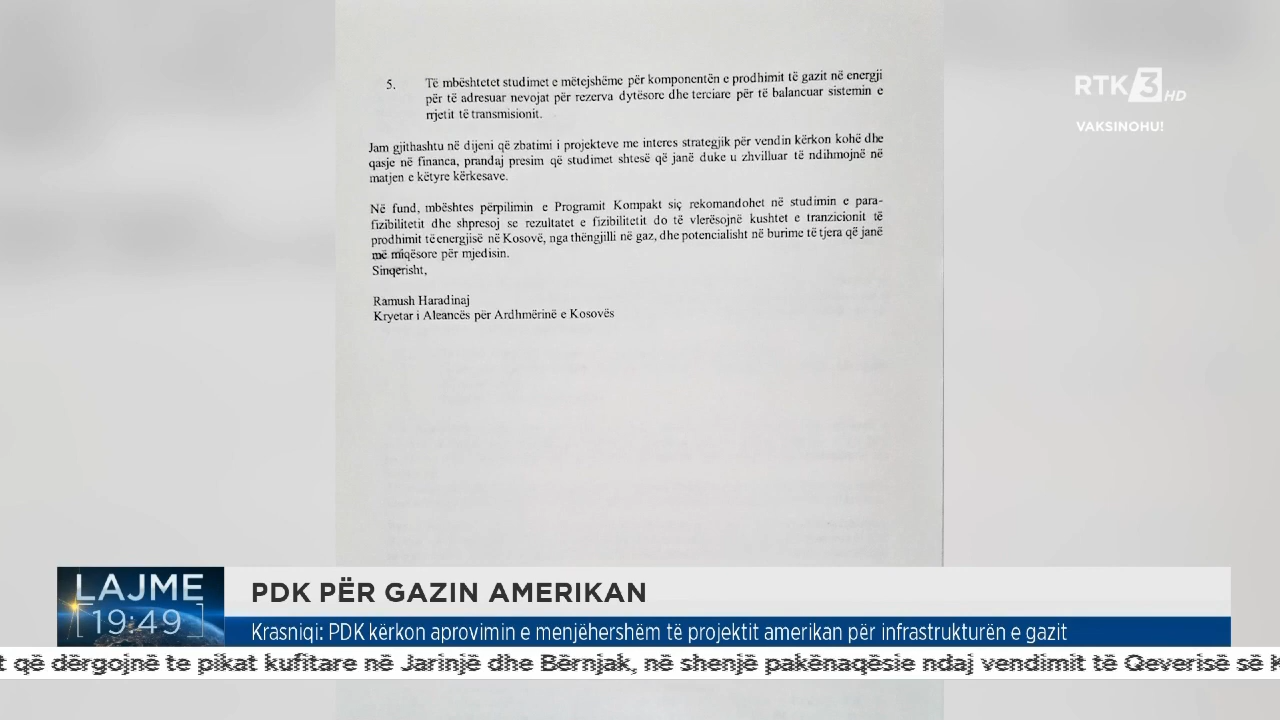 5. Të mbështetet studimet e mëtejshëme për komponentën e prodhimit të gazit në energji
për të adresuar nevojat për rezerva dytësore dhe terciare për të balancuar sistemin e
rrjetit të transmisionit.
Jam gjithashtu në dijeni që zbatimi i projekteve me interes strategjik për vendin kërkon kohë dhe
qasje në financa, prandaj presim që studimet shtesë që janë duke u zhvilluar të ndihmojnë në
matjen e këtyre kërkesave.
Në fund, mbështes përpilimin e Programit Kompakt siç rekomandohet në studimin e para-
fizibilitetit dhe shpresoj se rezultatet e fizibilitetit do të vlerësojnë kushtet e tranzicionit të
prodhimit të energjisë në Kosovë, nga thëngjilli në gaz, dhe potencialisht në burime të tjera që janë
më miqësore për mjedisin.
Sinqerisht,
Ramush Haradinaj
Kryetar i Aleancës për Ardhmërinë e Kosovës
RTK 3 HD
VAKSINOHU!
LAJME
19:49
PDK PËR GAZIN AMERIKAN
Krasniqi: PDK kërkon aprovimin e menjëhershëm të projektit amerikan për infrastrukturën e gazit
t që dërgojnë te pikat kufitare në Jarinjë dhe Bërnjak, në shenjë pakënaqësie ndaj vendimit të Qeverisë së K